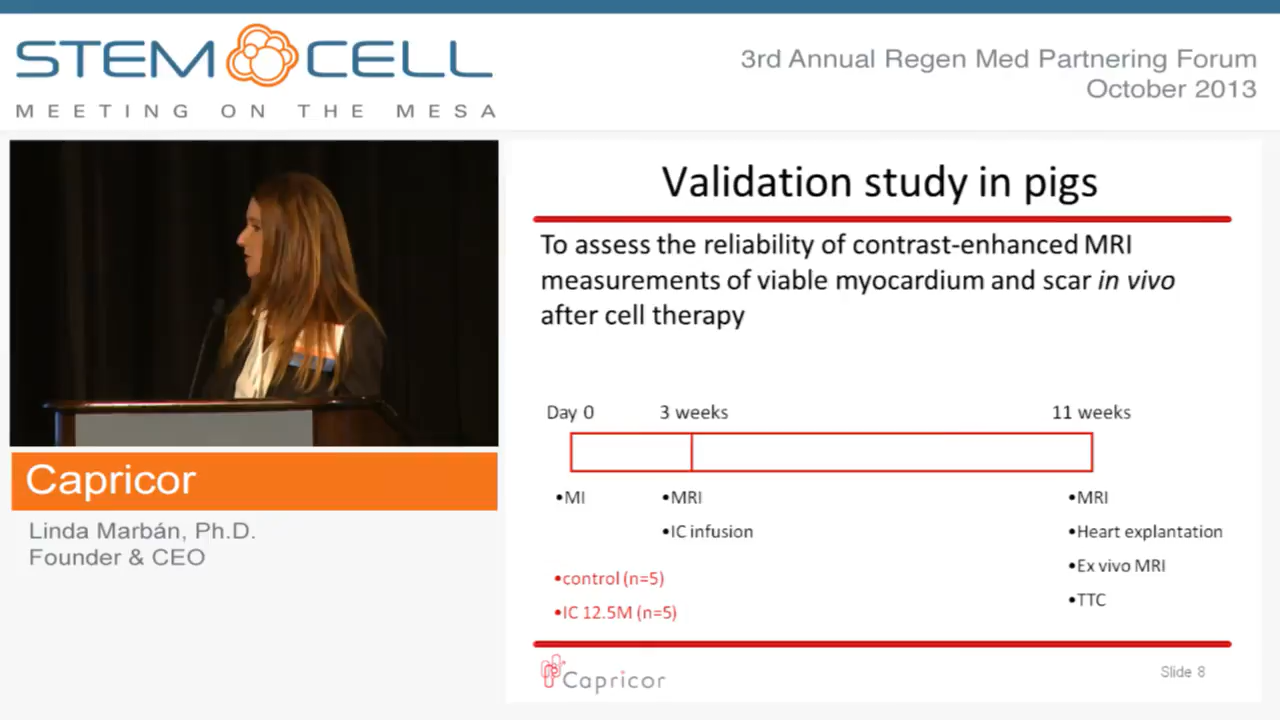 STEM CELL
MEETING ON THE MESA
3rd Annual Regen Med Partnering Forum
October 2013
Validation study in pigs
To assess the reliability of contrast-enhanced MRI
measurements of viable myocardium and scar in vivo
after cell therapy
Day 0 3 weeks 11 weeks
•MI •MRI •MRI
•IC infusion •Heart explantation
•Ex vivo MRI
•control (n=5)
•TTC
•IC 12.5M (n=5)
Capricor
Slide 8
Capricor
Linda Marbán, Ph.D.
Founder & CEO